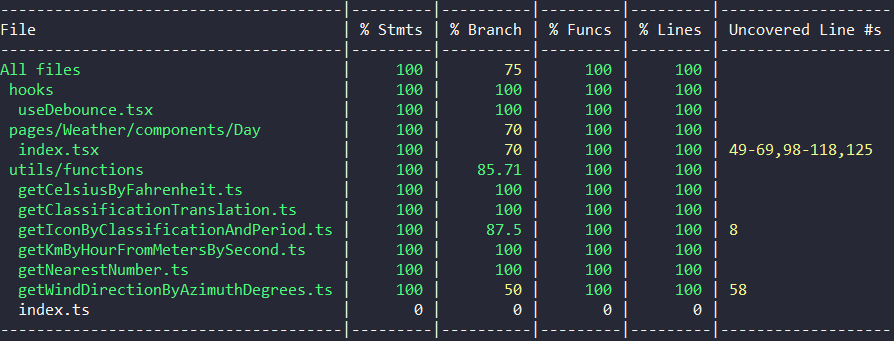 ---------------------------------------|---------|----------|---------|---------|-------------------
File                                   | % Stmts | % Branch | % Funcs | % Lines | Uncovered Line #s
---------------------------------------|---------|----------|---------|---------|-------------------
All files                              |     100 |       75 |     100 |     100 |
 hooks                                 |     100 |      100 |     100 |     100 |
  useDebounce.tsx                      |     100 |      100 |     100 |     100 |
 pages/Weather/components/Day          |     100 |       70 |     100 |     100 |
  index.tsx                            |     100 |       70 |     100 |     100 | 49-69,98-118,125
 utils/functions                       |     100 |    85.71 |     100 |     100 |
  getCelsiusByFahrenheit.ts            |     100 |      100 |     100 |     100 |
  getClassificationTranslation.ts      |     100 |      100 |     100 |     100 |
  getIconByClassificationAndPeriod.ts  |     100 |     87.5 |     100 |     100 | 8
  getKmByHourFromMetersBySecond.ts     |     100 |      100 |     100 |     100 |
  getNearestNumber.ts                  |     100 |      100 |     100 |     100 |
  getWindDirectionByAzimuthDegrees.ts  |     100 |       50 |     100 |     100 | 58
  index.ts                             |       0 |        0 |       0 |       0 |
---------------------------------------|---------|----------|---------|---------|-------------------